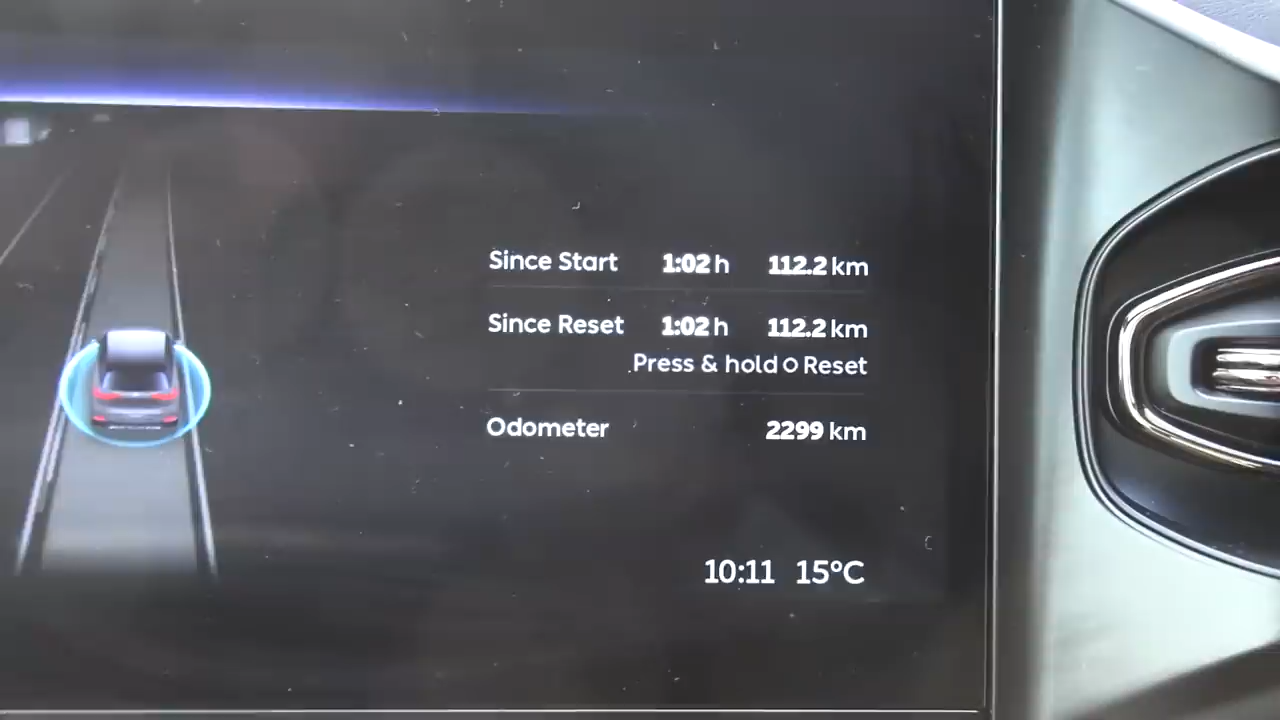 Since Start 1:02 h 112.2 km
Since Reset 1:02 h 112.2 km
Press & hold O Reset
Odometer 2299 km
10:11 15°C